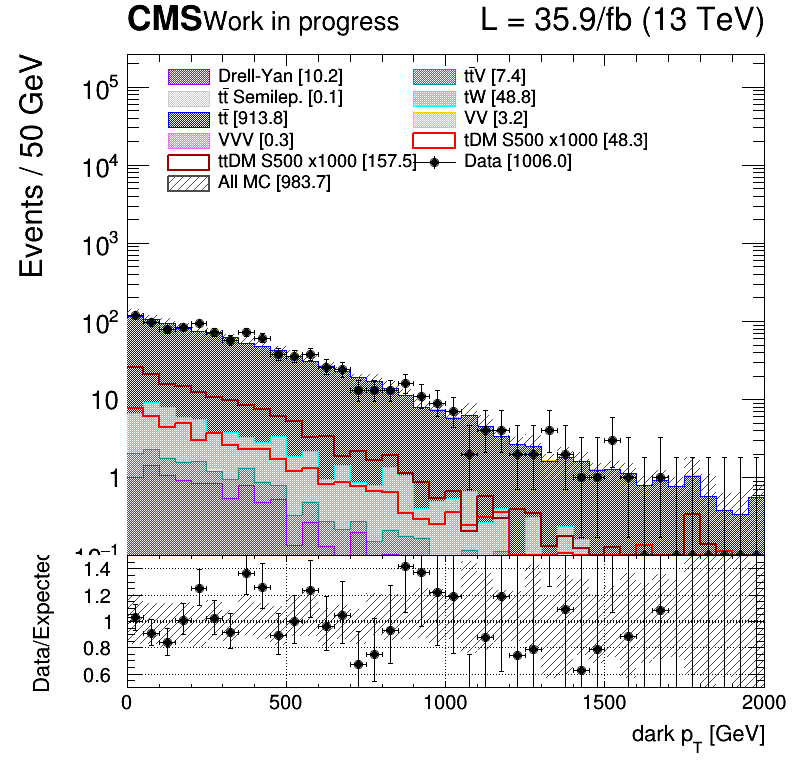 CMS Work in progress L = 35.9/fb (13 TeV)
Events / 50 GeV
10⁵
10⁴
10³
10²
10
1
10⁻¹
Drell-Yan [10.2] tt̄V [7.4]
tt̄ Semilep. [0.1] tW [48.8]
tt̄ [913.8] VV [3.2]
VVV [0.3] tDM S500 x1000 [48.3]
ttDM S500 x1000 [157.5] Data [1006.0]
All MC [983.7]
Data/Expected
1.4
1.2
1
0.8
0.6
0 500 1000 1500 2000
dark p_T [GeV]